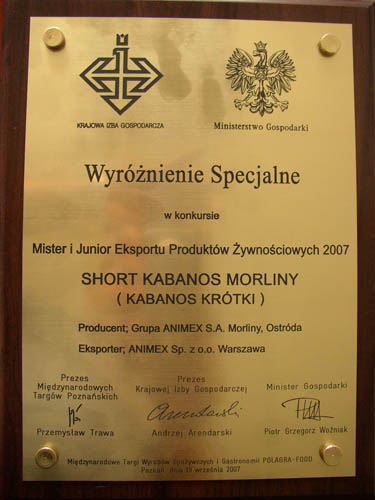 KRAJOWA IZBA GOSPODARCZA
Ministerstwo Gospodarki
Wyróżnienie Specjalne
w konkursie
Mister i Junior Eksportu Produktów Żywnościowych 2007
SHORT KABANOS MORLINY
( KABANOS KRÓTKI )
Producent; Grupa ANIMEX S.A. Morliny, Ostróda
Eksporter; ANIMEX Sp. z o.o. Warszawa
Prezes
Międzynarodowych
Targów Poznańskich
Przemysław Trawa
Prezes
Krajowej Izby Gospodarczej
Arendarski
Andrzej Arendarski
Minister Gospodarki
Piotr Grzegorz Woźniak
Międzynarodowe Targi Wyrobów Spożywczych i Gastronomii POLAGRA-FOOD
Poznań, dnia 19 września 2007